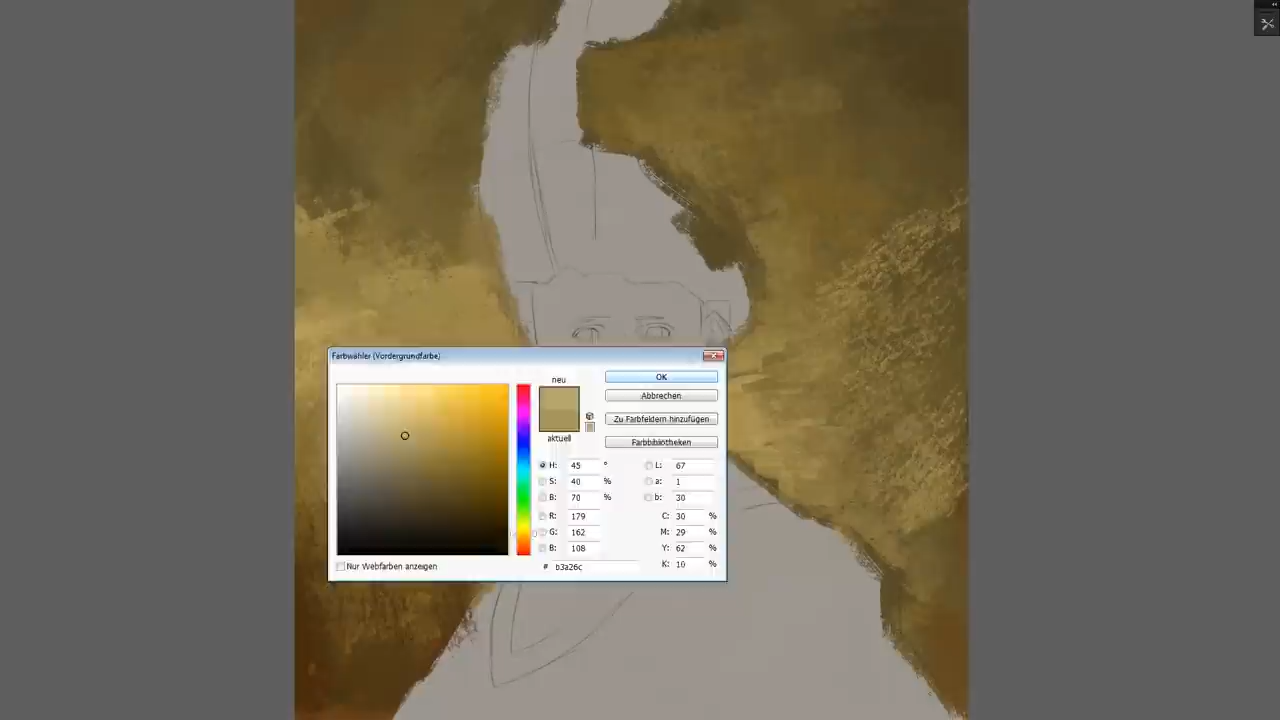 Farbwähler (Vordergrundfarbe)
neu
OK
Abbrechen
Zu Farbfeldern hinzufügen
aktuell
Farbbibliotheken
H: 45 ° L: 67
S: 40 % a: 1
B: 70 % b: 30
R: 179 C: 30 %
G: 162 M: 29 %
B: 108 Y: 62 %
Nur Webfarben anzeigen # b3a26c K: 10 %